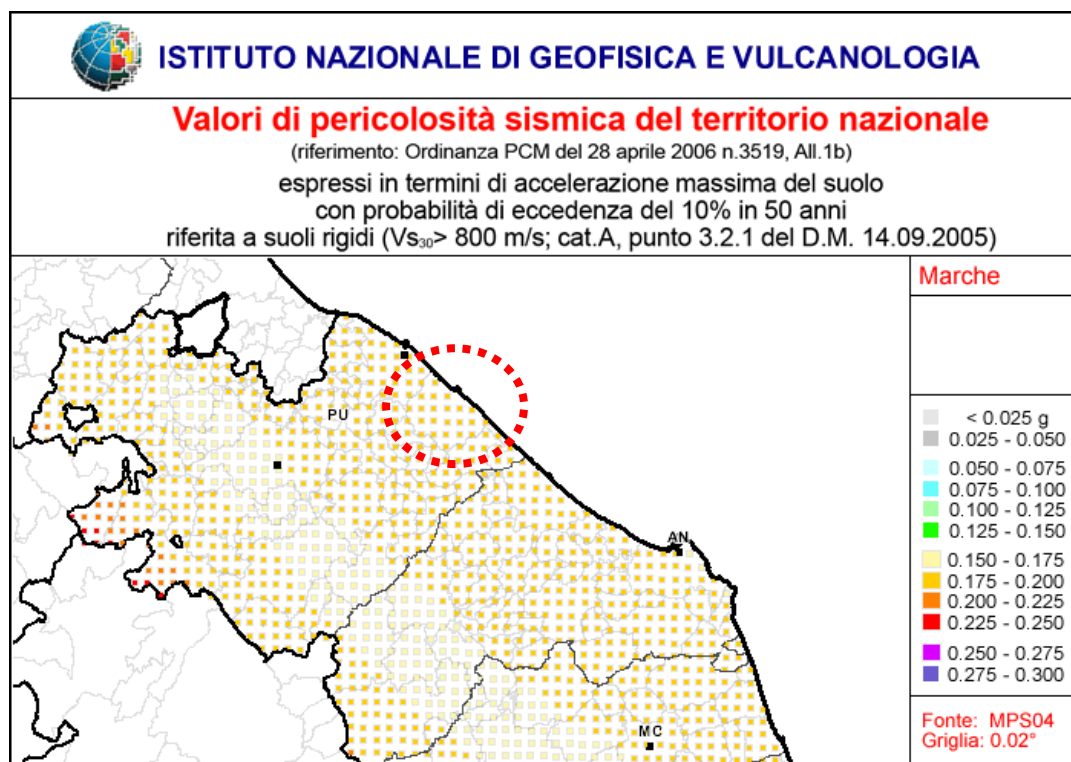 ISTITUTO NAZIONALE DI GEOFISICA E VULCANOLOGIA
Valori di pericolosità sismica del territorio nazionale
(riferimento: Ordinanza PCM del 28 aprile 2006 n.3519, All.1b)
espressi in termini di accelerazione massima del suolo
con probabilità di eccedenza del 10% in 50 anni
riferita a suoli rigidi (Vs₃₀> 800 m/s; cat.A, punto 3.2.1 del D.M. 14.09.2005)
Marche
PU
AN
MC
< 0.025 g
0.025 - 0.050
0.050 - 0.075
0.075 - 0.100
0.100 - 0.125
0.125 - 0.150
0.150 - 0.175
0.175 - 0.200
0.200 - 0.225
0.225 - 0.250
0.250 - 0.275
0.275 - 0.300
Fonte: MPS04
Griglia: 0.02°